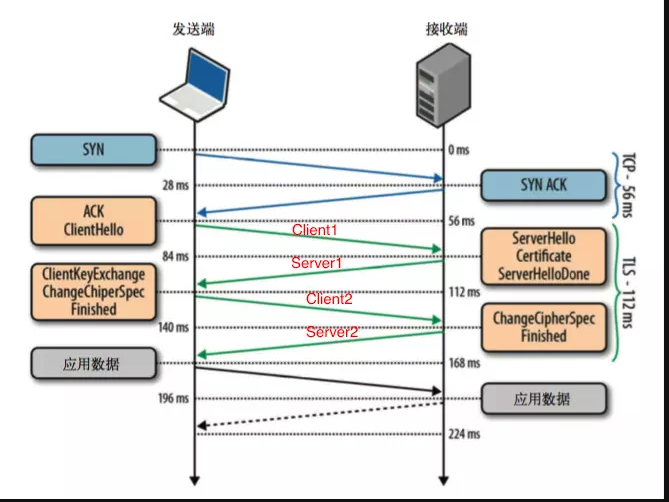 发送端
接收端
SYN
0 ms
28 ms
SYN ACK
TCP - 56 ms
ACK
ClientHello
56 ms
Client1
84 ms
ServerHello
Certificate
ServerHelloDone
Server1
ClientKeyExchange
ChangeChiperSpec
Finished
112 ms
TLS - 112 ms
Client2
140 ms
ChangeCipherSpec
Finished
Server2
应用数据
168 ms
196 ms
应用数据
224 ms